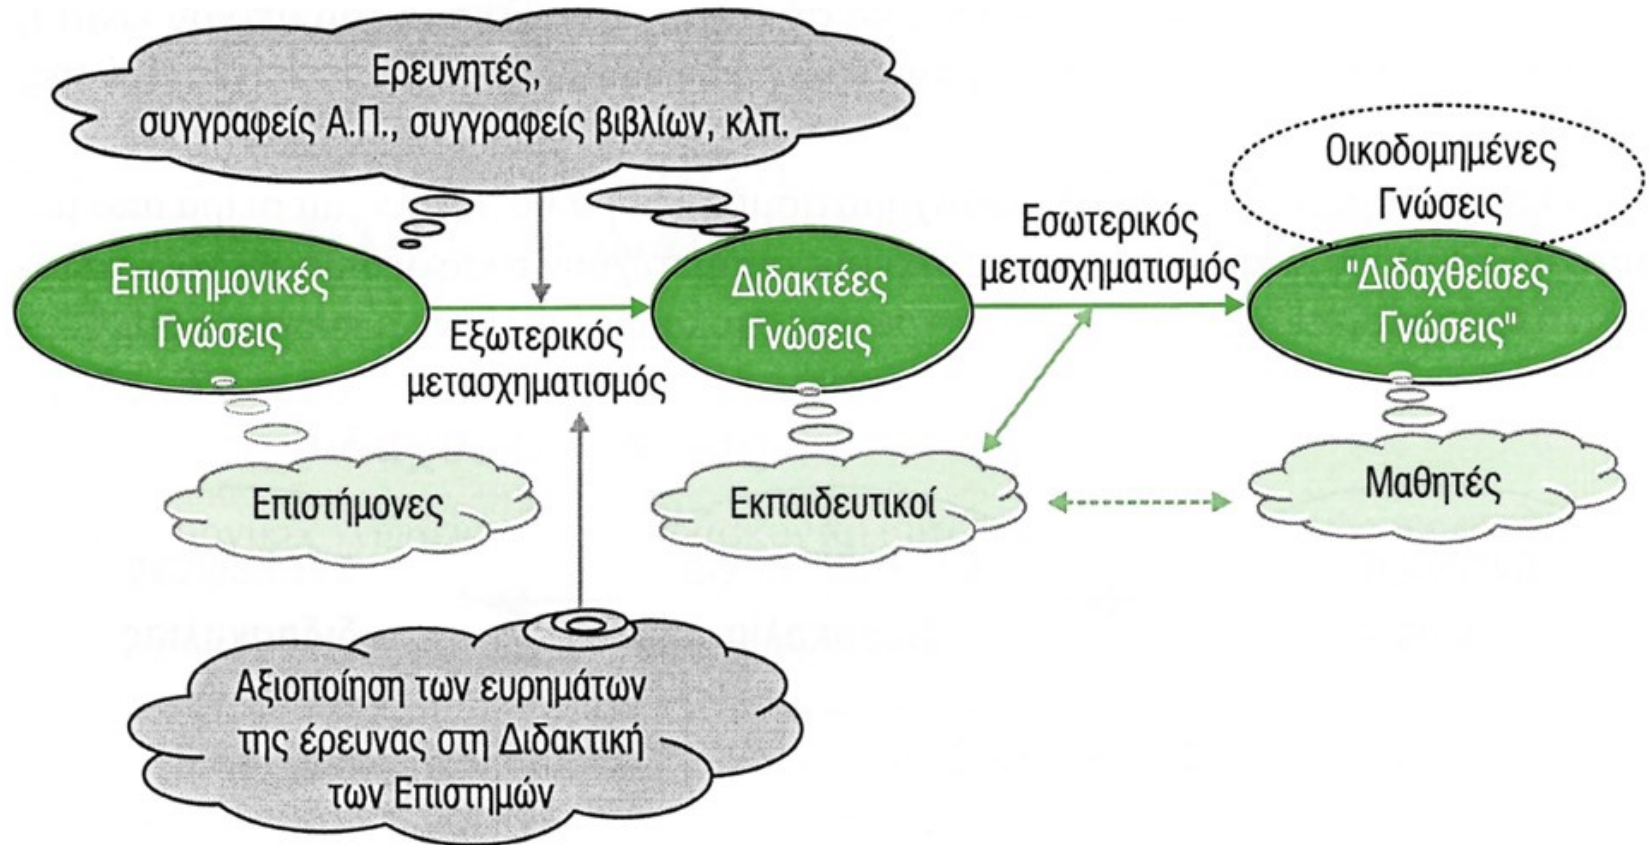 Ερευνητές,
συγγραφείς Α.Π., συγγραφείς βιβλίων, κλπ.
Οικοδομημένες
Γνώσεις
Επιστημονικές
Γνώσεις
Εξωτερικός
μετασχηματισμός
Διδακτέες
Γνώσεις
Εσωτερικός
μετασχηματισμός
"Διδαχθείσες
Γνώσεις"
Επιστήμονες
Εκπαιδευτικοί
Μαθητές
Αξιοποίηση των ευρημάτων
της έρευνας στη Διδακτική
των Επιστημών